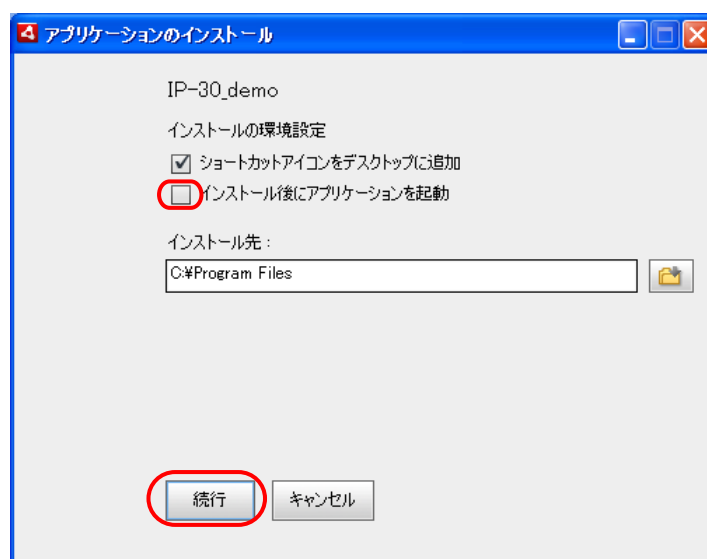 アプリケーションのインストール
IP-30_demo
インストールの環境設定
ショートカットアイコンをデスクトップに追加
インストール後にアプリケーションを起動
インストール先：
C:¥Program Files
続行
キャンセル